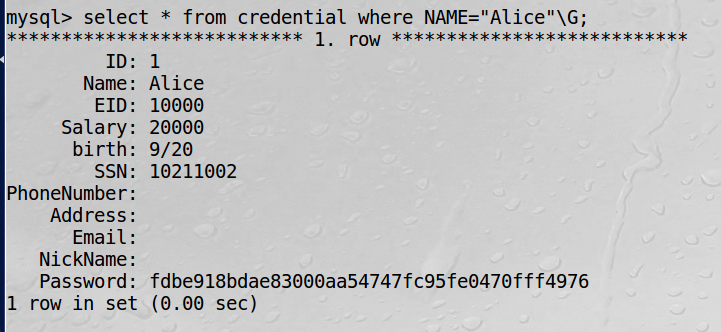 mysql> select * from credential where NAME="Alice"\G;
*************************** 1. row ***************************
ID: 1
Name: Alice
EID: 10000
Salary: 20000
birth: 9/20
SSN: 10211002
PhoneNumber:
Address:
Email:
NickName:
Password: fdbe918bdae83000aa54747fc95fe0470fff4976
1 row in set (0.00 sec)